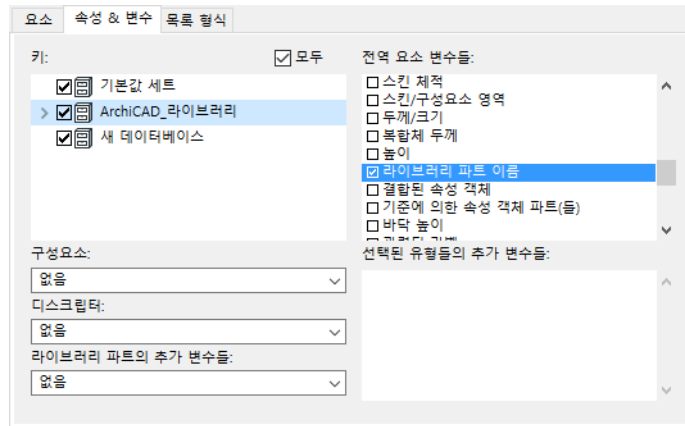 요소 속성 & 변수 목록 형식
키: 모두
기본값 세트
ArchiCAD_라이브러리
새 데이터베이스
구성요소:
없음
디스크립터:
없음
라이브러리 파트의 추가 변수들:
없음
전역 요소 변수들:
스킨 체적
스킨/구성요소 영역
두께/크기
복합체 두께
높이
라이브러리 파트 이름
결합된 속성 객체
기준에 의한 속성 객체 파트(들)
바닥 높이
선택된 유형들의 추가 변수들: